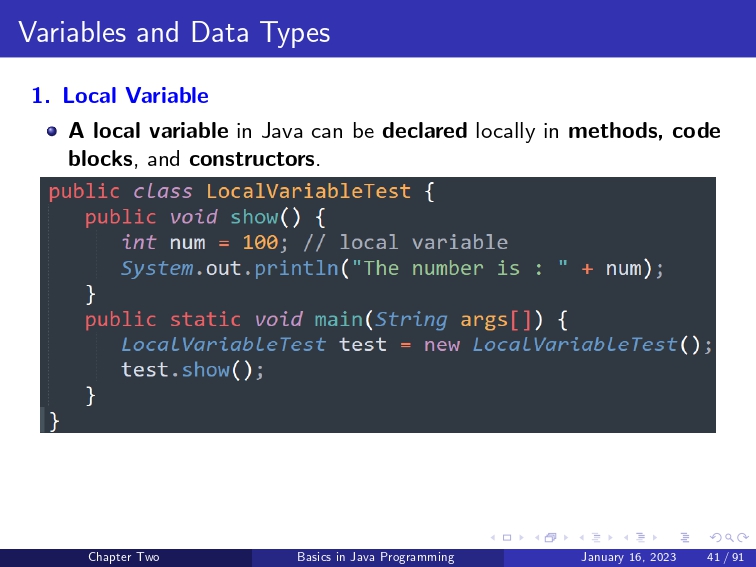 Variables and Data Types
1. Local Variable
A local variable in Java can be declared locally in methods, code
blocks, and constructors.
public class LocalVariableTest {
public void show() {
int num = 100; // local variable
System.out.println("The number is : " + num);
}
public static void main(String args[]) {
LocalVariableTest test = new LocalVariableTest();
test.show();
}
}
Chapter Two Basics in Java Programming January 16, 2023 41 / 91